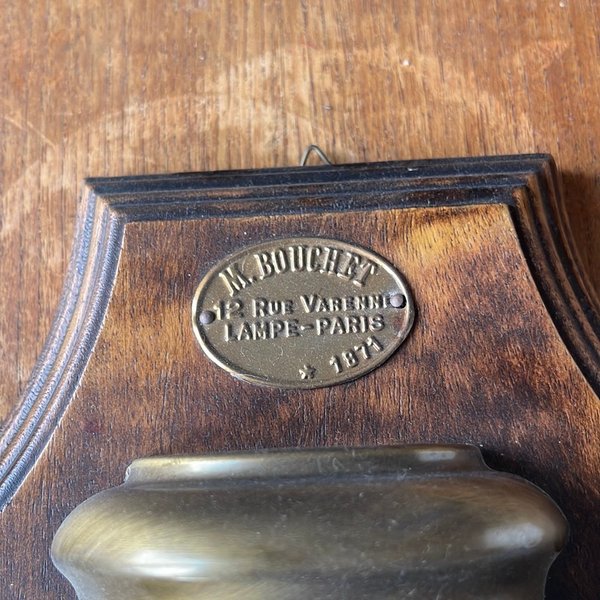 M. BOUCHET
12 RUE VARENNE
LAMPE-PARIS
* 1871